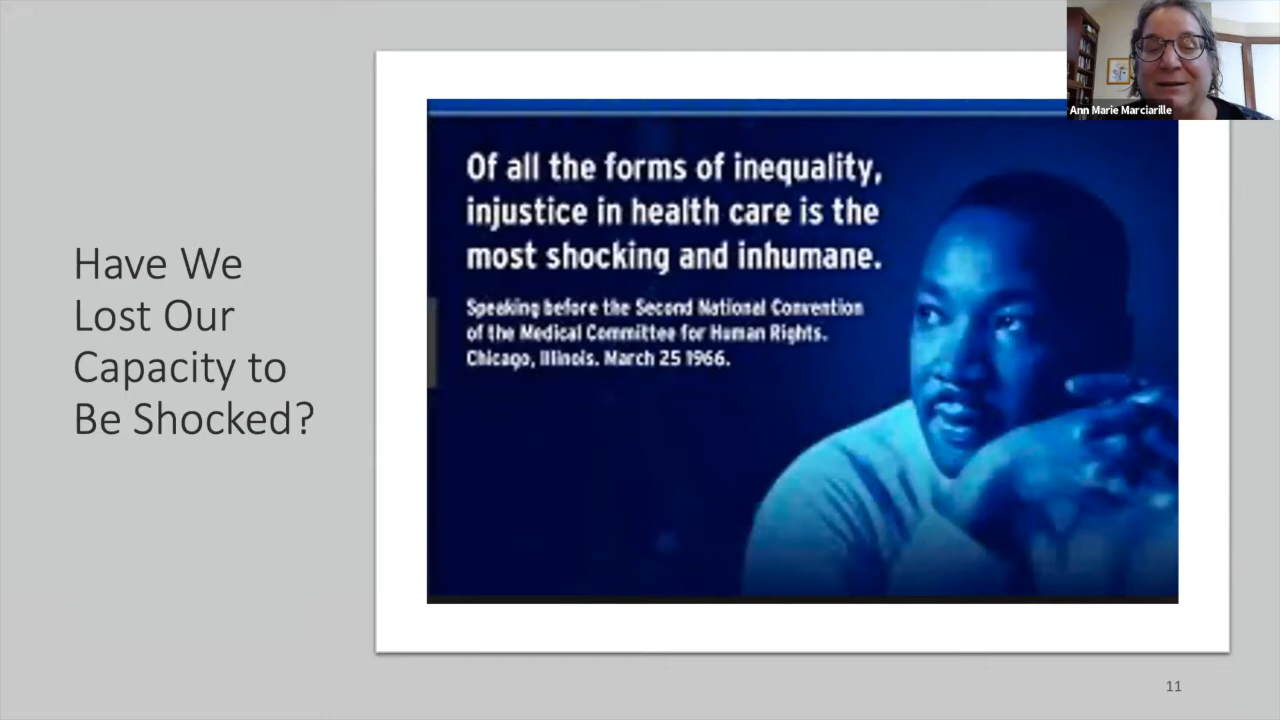 Have We
Lost Our
Capacity to
Be Shocked?
Of all the forms of inequality,
injustice in health care is the
most shocking and inhumane.
Speaking before the Second National Convention
of the Medical Committee for Human Rights.
Chicago, Illinois. March 25 1966.
Ann Marie Marciarille
11